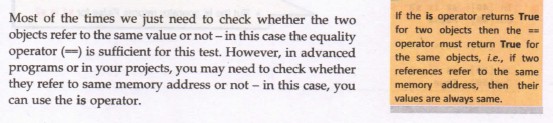 Most of the times we just need to check whether the two
objects refer to the same value or not – in this case the equality
operator (==) is sufficient for this test. However, in advanced
programs or in your projects, you may need to check whether
they refer to same memory address or not – in this case, you
can use the is operator.
If the is operator returns True
for two objects then the ==
operator must return True for
the same objects, i.e., if two
references refer to the same
memory address, then their
values are always same.